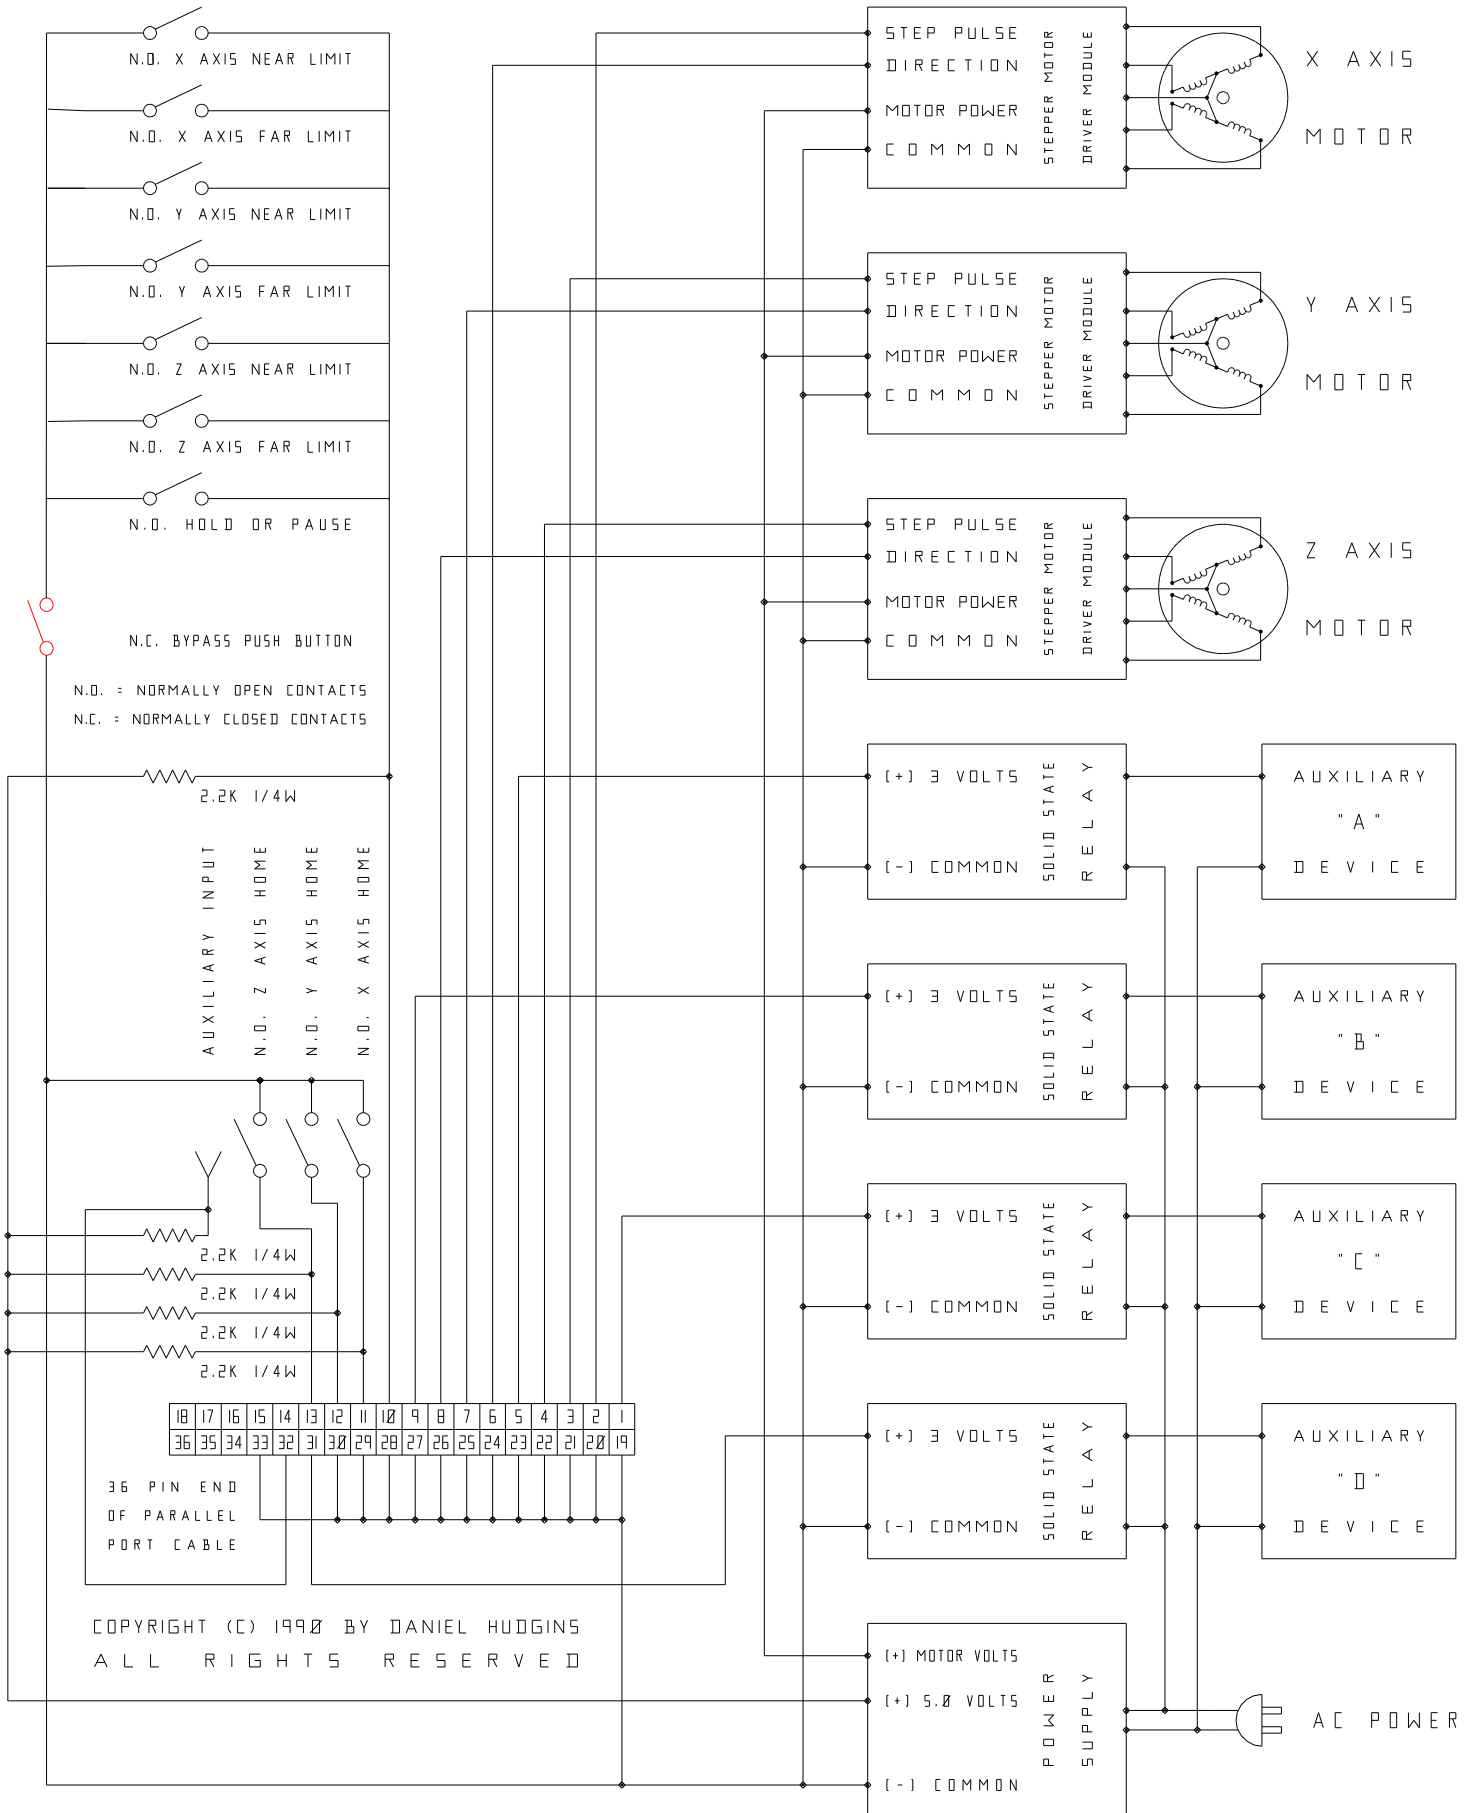 N.O. X AXIS NEAR LIMIT
N.O. X AXIS FAR LIMIT
N.O. Y AXIS NEAR LIMIT
N.O. Y AXIS FAR LIMIT
N.O. Z AXIS NEAR LIMIT
N.O. Z AXIS FAR LIMIT
N.O. HOLD OR PAUSE
N.C. BYPASS PUSH BUTTON
N.O. = NORMALLY OPEN CONTACTS
N.C. = NORMALLY CLOSED CONTACTS
2.2K 1/4W
AUXILIARY INPUT
N.O. Z AXIS HOME
N.O. Y AXIS HOME
N.O. X AXIS HOME
2.2K 1/4W
2.2K 1/4W
2.2K 1/4W
2.2K 1/4W
18 17 16 15 14 13 12 11 10 9 8 7 6 5 4 3 2 1
36 35 34 33 32 31 30 29 28 27 26 25 24 23 22 21 20 19
36 PIN END
OF PARALLEL
PORT CABLE
COPYRIGHT (C) 1990 BY DANIEL HUDGINS
ALL RIGHTS RESERVED
STEP PULSE
DIRECTION
MOTOR POWER
COMMON
STEPPER MOTOR
DRIVER MODULE
X AXIS
MOTOR
STEP PULSE
DIRECTION
MOTOR POWER
COMMON
STEPPER MOTOR
DRIVER MODULE
Y AXIS
MOTOR
STEP PULSE
DIRECTION
MOTOR POWER
COMMON
STEPPER MOTOR
DRIVER MODULE
Z AXIS
MOTOR
(+) 3 VOLTS
(-) COMMON
SOLID STATE
RELAY
AUXILIARY
"A"
DEVICE
(+) 3 VOLTS
(-) COMMON
SOLID STATE
RELAY
AUXILIARY
"B"
DEVICE
(+) 3 VOLTS
(-) COMMON
SOLID STATE
RELAY
AUXILIARY
"C"
DEVICE
(+) 3 VOLTS
(-) COMMON
SOLID STATE
RELAY
AUXILIARY
"D"
DEVICE
(+) MOTOR VOLTS
(+) 5.0 VOLTS
(-) COMMON
POWER
SUPPLY
AC POWER